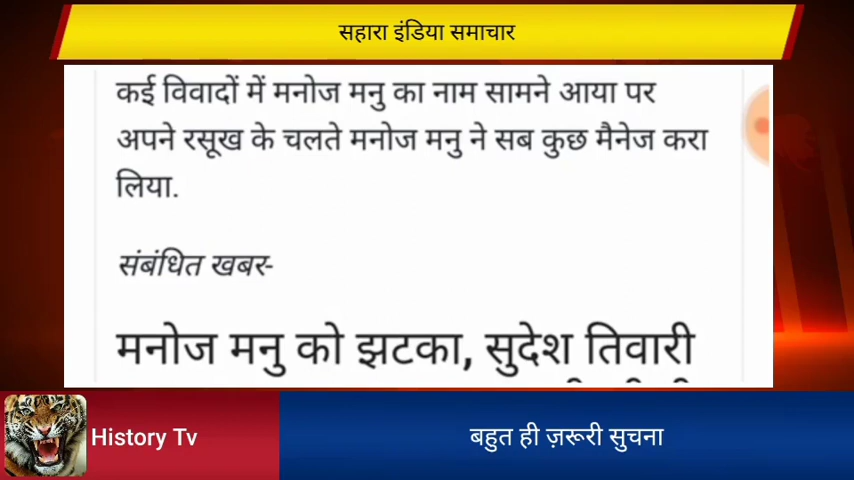 सहारा इंडिया समाचार
कई विवादों में मनोज मनु का नाम सामने आया पर
अपने रसूख के चलते मनोज मनु ने सब कुछ मैनेज करा
लिया.
संबंधित खबर-
मनोज मनु को झटका, सुदेश तिवारी
History Tv
बहुत ही ज़रूरी सुचना